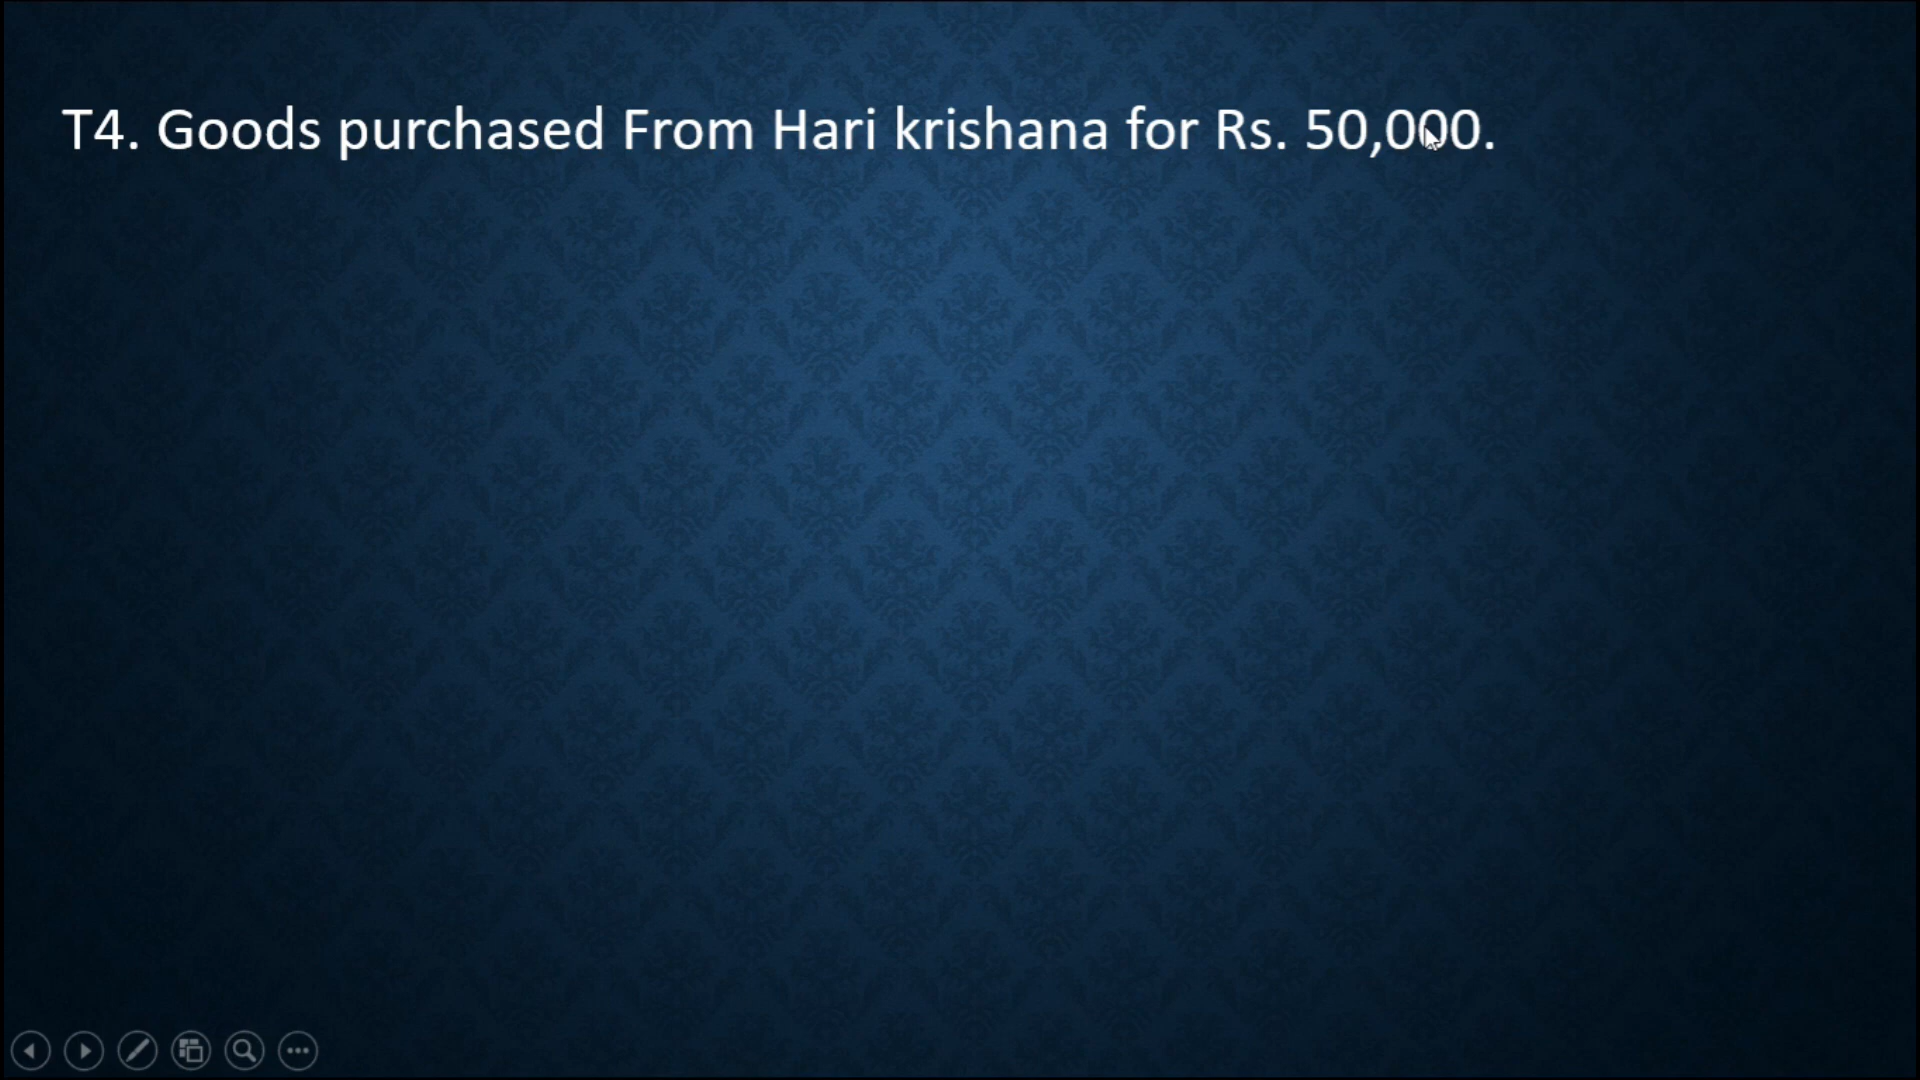 T4. Goods purchased From Hari krishana for Rs. 50,000.